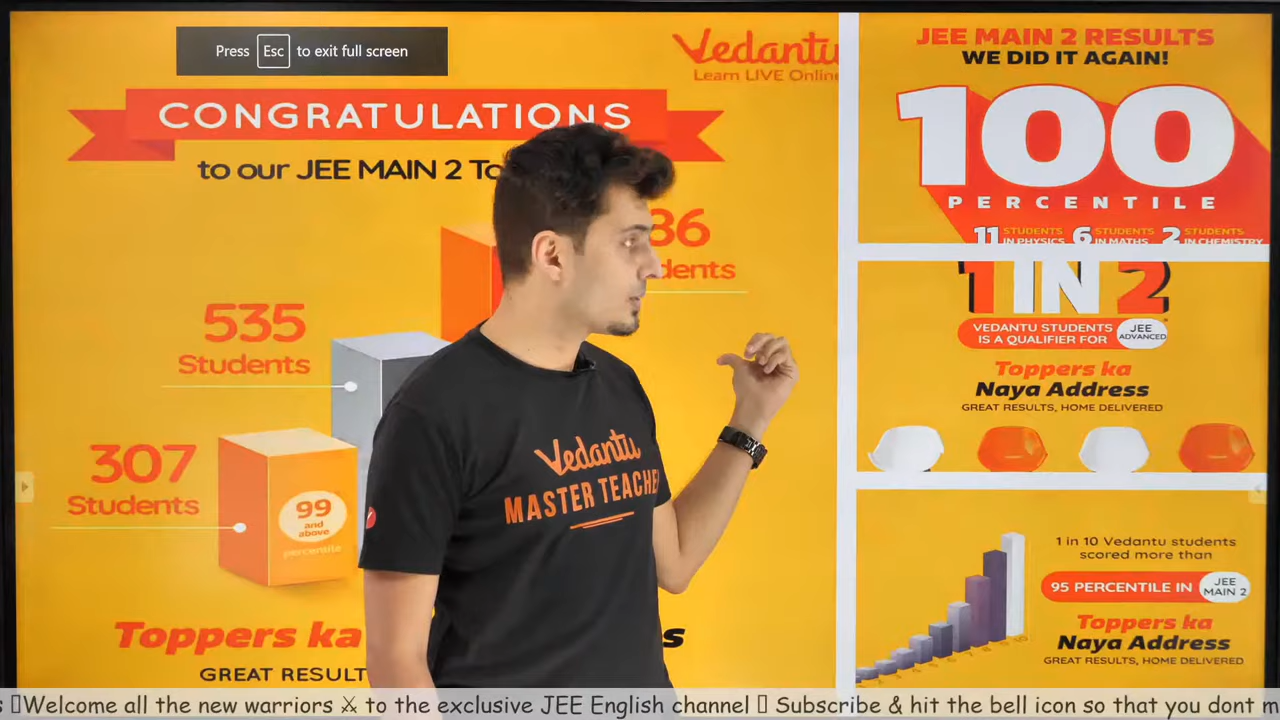 Press Esc to exit full screen
Vedantu
Learn LIVE Online
CONGRATULATIONS
to our JEE MAIN 2 To
36
dents
535
Students
307
Students
99
and
above
percentile
Toppers ka
GREAT RESULT
Vedantu
MASTER TEACHE
JEE MAIN 2 RESULTS
WE DID IT AGAIN!
100
PERCENTILE
11 STUDENTS IN PHYSICS 6 STUDENTS IN MATHS 2 STUDENTS IN CHEMISTRY
1 IN 2
VEDANTU STUDENTS
IS A QUALIFIER FOR
JEE
ADVANCED
Toppers ka
Naya Address
GREAT RESULTS, HOME DELIVERED
1 in 10 Vedantu students
scored more than
95 PERCENTILE IN
JEE
MAIN 2
Toppers ka
Naya Address
GREAT RESULTS, HOME DELIVERED
Welcome all the new warriors ⚔ to the exclusive JEE English channel Subscribe & hit the bell icon so that you dont m